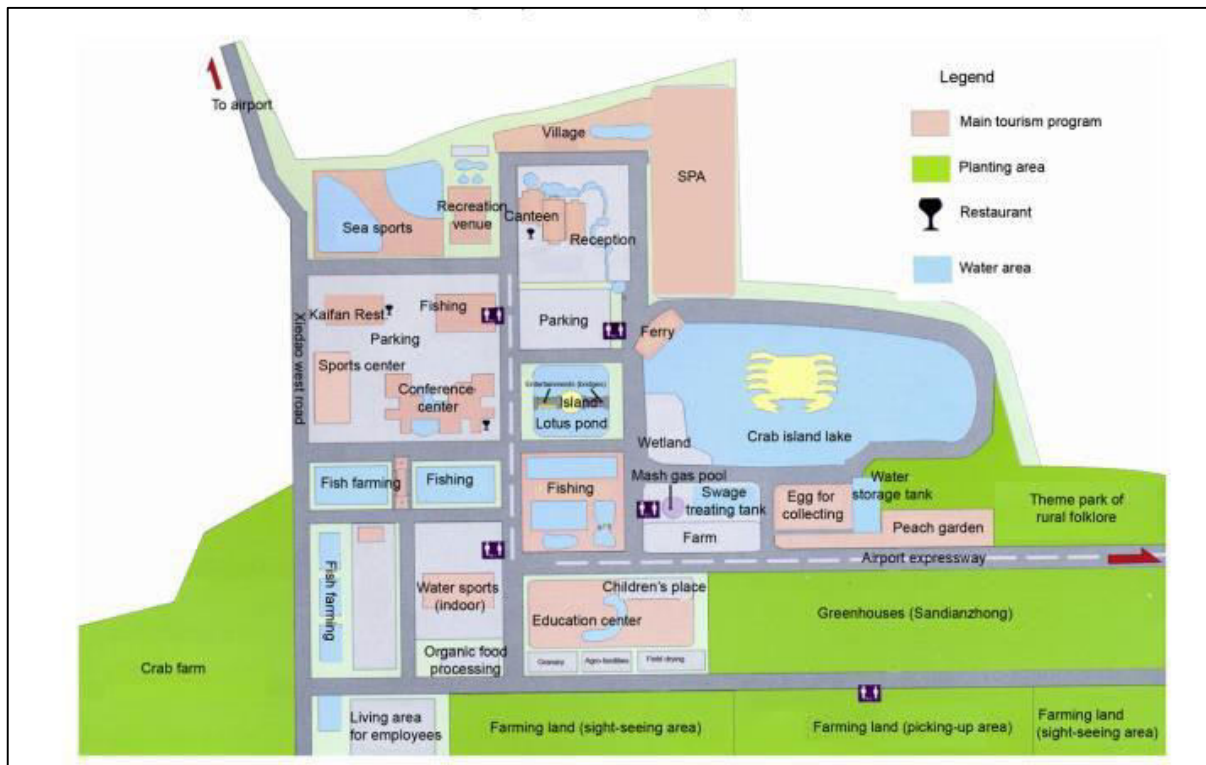 Legend
To airport
Main tourism program
Village
Planting area
SPA
Restaurant
Recreation
venue
Canteen
Sea sports
Reception
Water area
Kaifan Rest.
Fishing
Parking
Parking
Ferry
Xiedao west road
Sports center
Conference
center
Entertainments (bridges)
Island
Lotus pond
Crab island lake
Wetland
Mash gas pool
Fish farming
Fishing
Fishing
Swage
treating tank
Egg for
collecting
Water
storage tank
Theme park of
rural folklore
Peach garden
Farm
Airport expressway
Fish farming
Water sports
(indoor)
Children's place
Education center
Greenhouses (Sandianzhong)
Organic food
processing
Granary
Agro-facilities
Field drying
Crab farm
Living area
for employees
Farming land (sight-seeing area)
Farming land (picking-up area)
Farming land
(sight-seeing area)